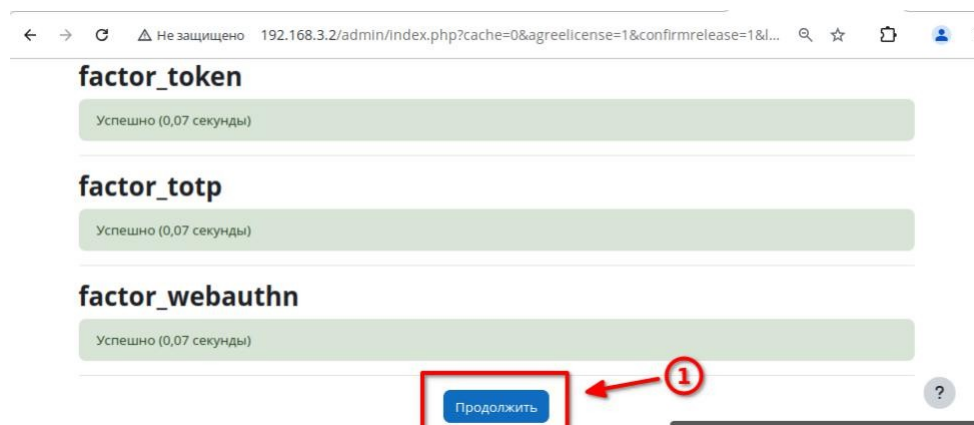 Не защищено 192.168.3.2/admin/index.php?cache=0&agreelicense=1&confirmrelease=1&l...
factor_token
Успешно (0,07 секунды)
factor_totp
Успешно (0,07 секунды)
factor_webauthn
Успешно (0,07 секунды)
Продолжить
1
?